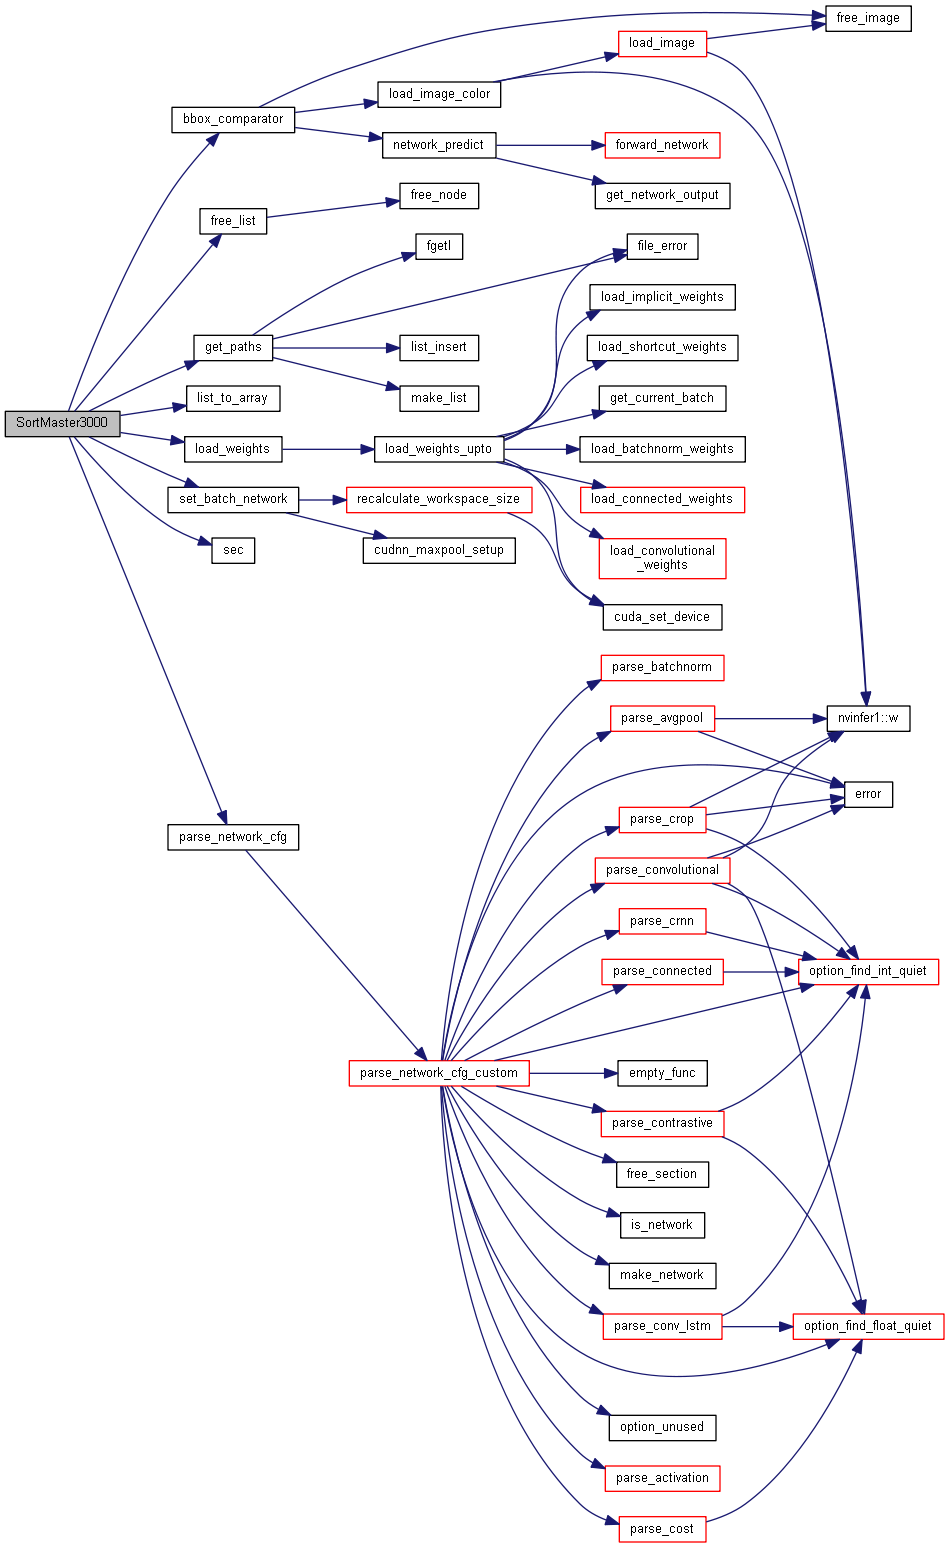 free_image
load_image
load_image_color
bbox_comparator
network_predict
forward_network
get_network_output
free_node
free_list
fgetl
file_error
load_implicit_weights
get_paths
list_insert
load_shortcut_weights
list_to_array
make_list
get_current_batch
SortMaster3000
load_weights
load_weights_upto
load_batchnorm_weights
set_batch_network
recalculate_workspace_size
load_connected_weights
sec
cudnn_maxpool_setup
load_convolutional
_weights
cuda_set_device
parse_batchnorm
parse_avgpool
nvinfer1::w
error
parse_crop
parse_network_cfg
parse_convolutional
parse_crnn
parse_connected
option_find_int_quiet
parse_network_cfg_custom
empty_func
parse_contrastive
free_section
is_network
make_network
parse_conv_lstm
option_find_float_quiet
option_unused
parse_activation
parse_cost